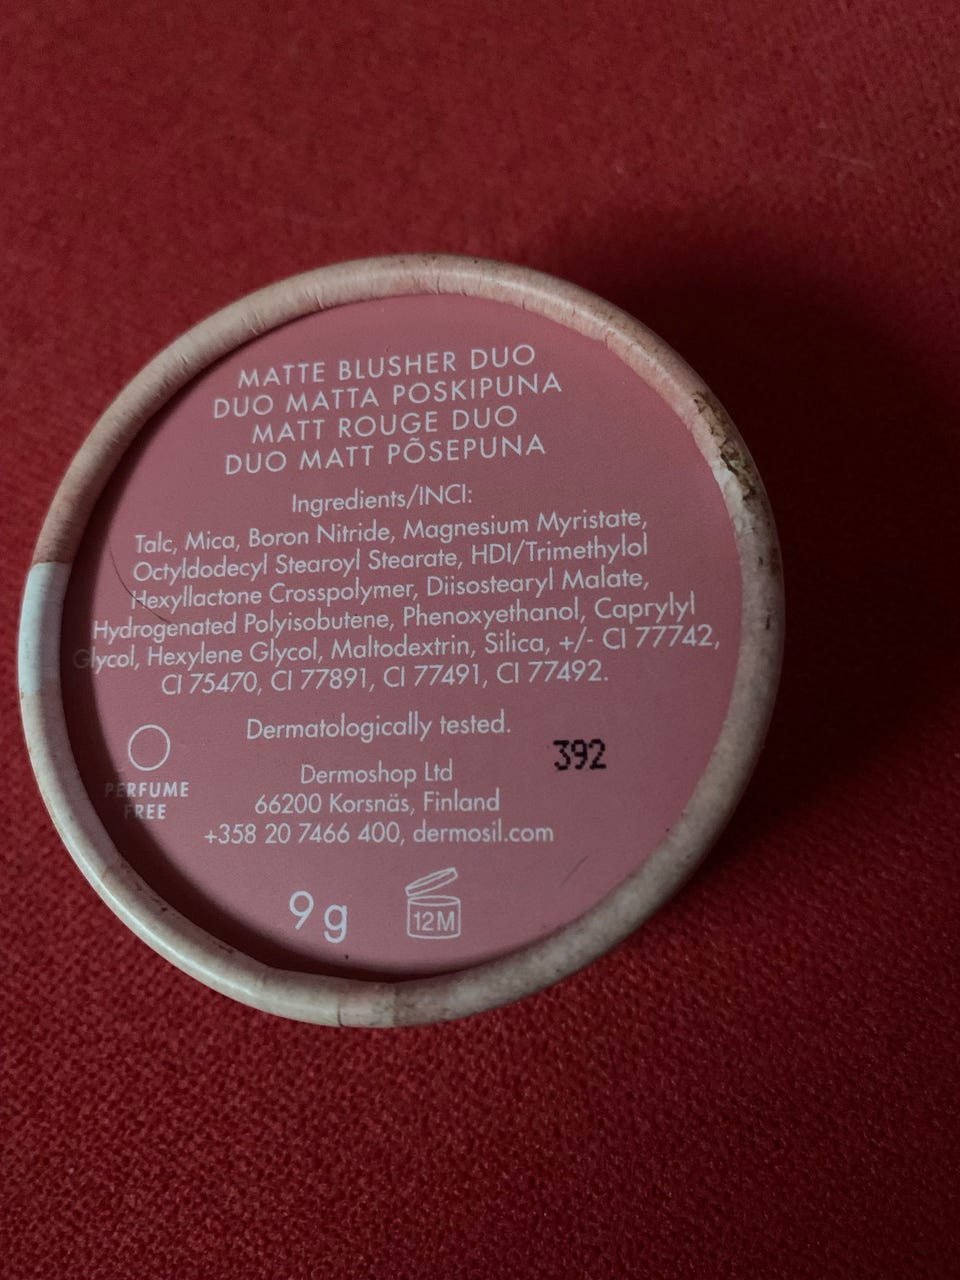 MATTE BLUSHER DUO
DUO MATTA POSKIPUNA
MATT ROUGE DUO
DUO MATT PÕSEPUNA
Ingredients/INCI:
Talc, Mica, Boron Nitride, Magnesium Myristate,
Octyldodecyl Stearoyl Stearate, HDI/Trimethylol
Hexyllactone Crosspolymer, Diisostearyl Malate,
Hydrogenated Polyisobutene, Phenoxyethanol, Caprylyl
Glycol, Hexylene Glycol, Maltodextrin, Silica, +/- CI 77742,
CI 75470, CI 77891, CI 77491, CI 77492.
Dermatologically tested.
392
PERFUME
FREE
Dermoshop Ltd
66200 Korsnäs, Finland
+358 20 7466 400, dermosil.com
9 g
12M